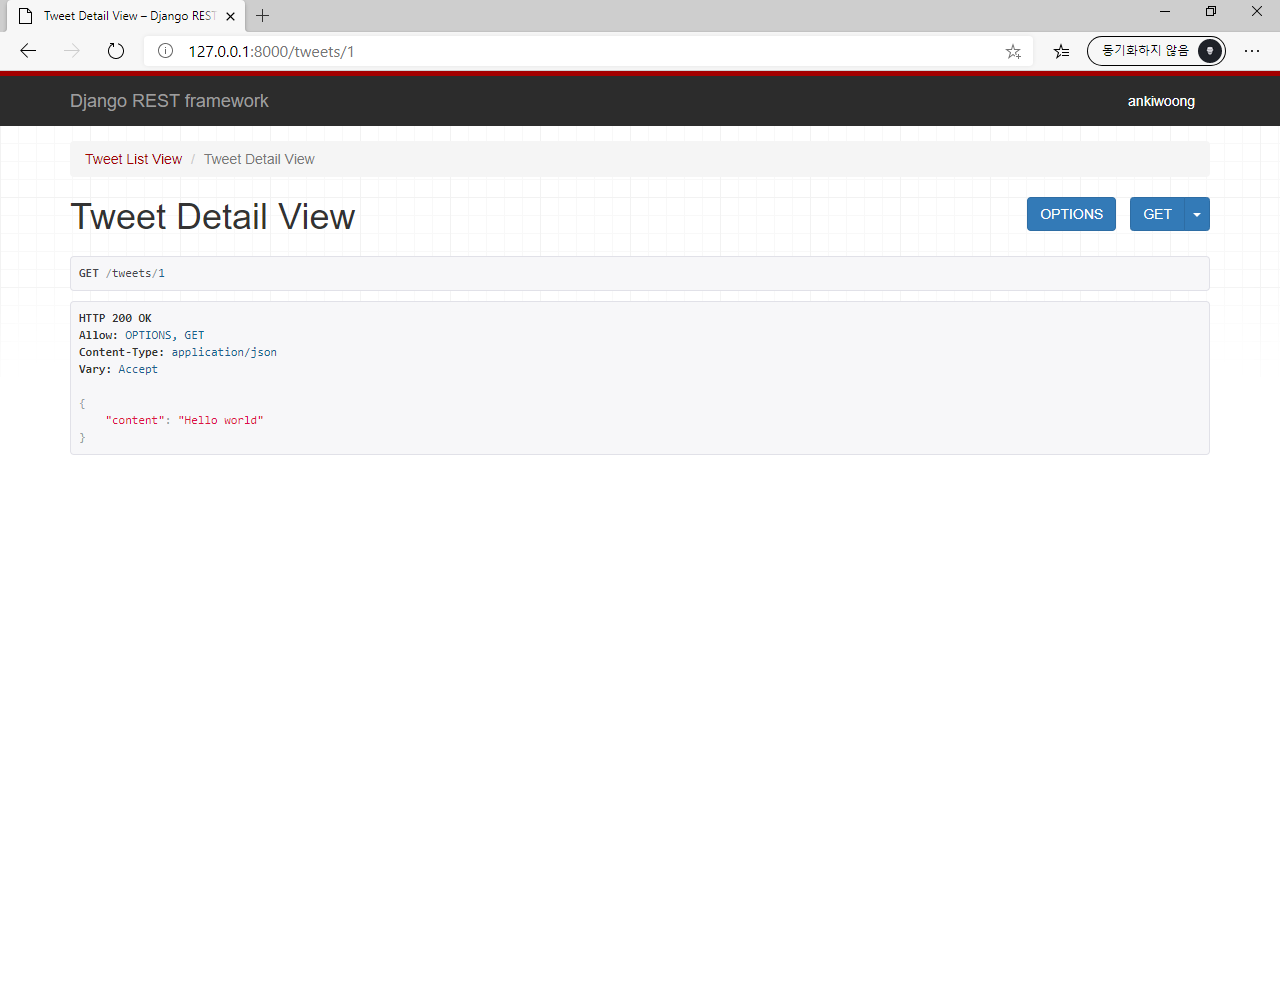 Tweet Detail View – Django REST
127.0.0.1:8000/tweets/1
동기화하지 않음
Django REST framework
ankiwoong
Tweet List View / Tweet Detail View
Tweet Detail View
OPTIONS
GET
GET /tweets/1
HTTP 200 OK
Allow: OPTIONS, GET
Content-Type: application/json
Vary: Accept
{
"content": "Hello world"
}